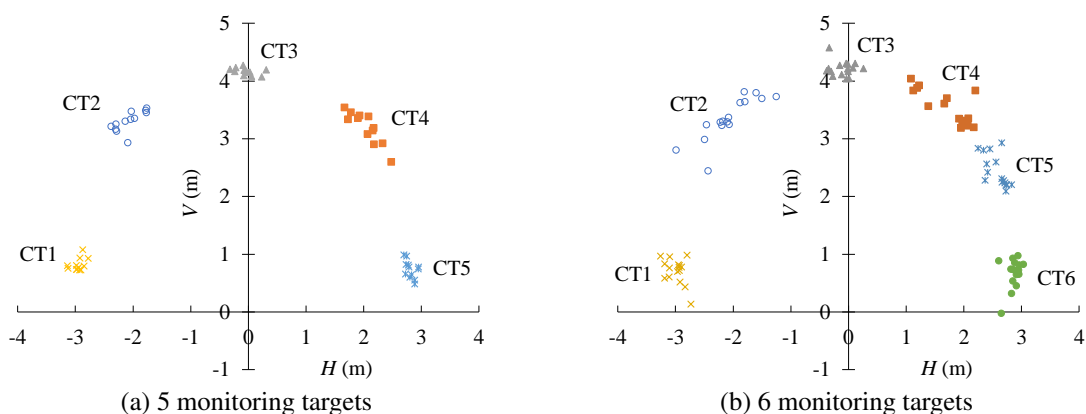 5
4
3
2
1
0
-1
-4 -3 -2 -1 0 1 2 3 4
V (m)
H (m)
CT1
CT2
CT3
CT4
CT5
(a) 5 monitoring targets
5
4
3
2
1
0
-1
-4 -3 -2 -1 0 1 2 3 4
V (m)
H (m)
CT1
CT2
CT3
CT4
CT5
CT6
(b) 6 monitoring targets